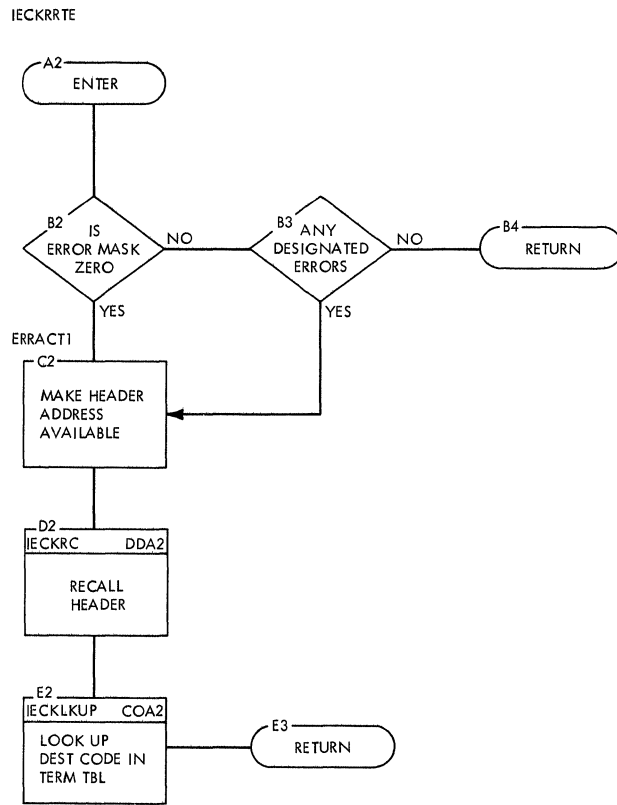 IECKRRTE
A2
ENTER
B2
IS
ERROR MASK
ZERO
NO
B3
ANY
DESIGNATED
ERRORS
NO
B4
RETURN
YES
YES
ERRACT1
C2
MAKE HEADER
ADDRESS
AVAILABLE
D2
IECKRC DDA2
RECALL
HEADER
E2
IECKLKUP COA2
LOOK UP
DEST CODE IN
TERM TBL
E3
RETURN